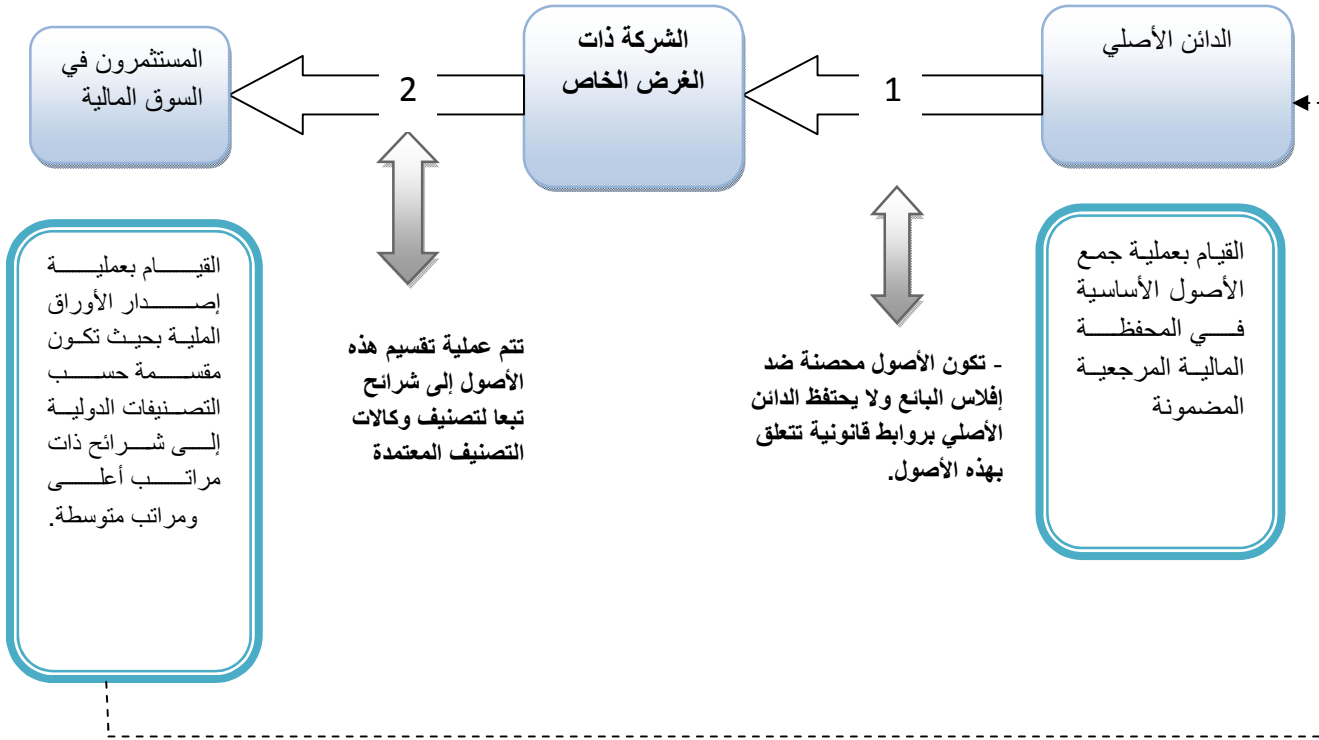 الدائن الأصلي
1
الشركة ذات
الغرض الخاص
2
المستثمرون في
السوق المالية
القيام بعملية جمع
الأصول الأساسية
في المحفظة
المالية المرجعية
المضمونة
- تكون الأصول محصنة ضد
إفلاس البائع ولا يحتفظ الدائن
الأصلي بروابط قانونية تتعلق
بهذه الأصول.
تتم عملية تقسيم هذه
الأصول إلى شرائح
تبعا لتصنيف وكالات
التصنيف المعتمدة
القيام بعملية
إصدار الأوراق
الملية بحيث تكون
مقسمة حسب
التصنيفات الدولية
إلى شرائح ذات
مراتب أعلى
ومراتب متوسطة.